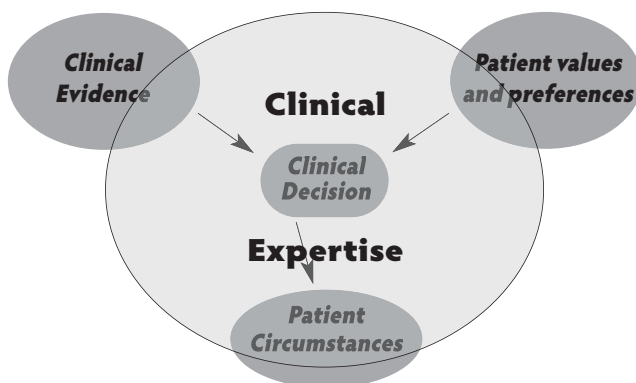 Clinical
Evidence
Patient values
and preferences
Clinical
Clinical
Decision
Expertise
Patient
Circumstances